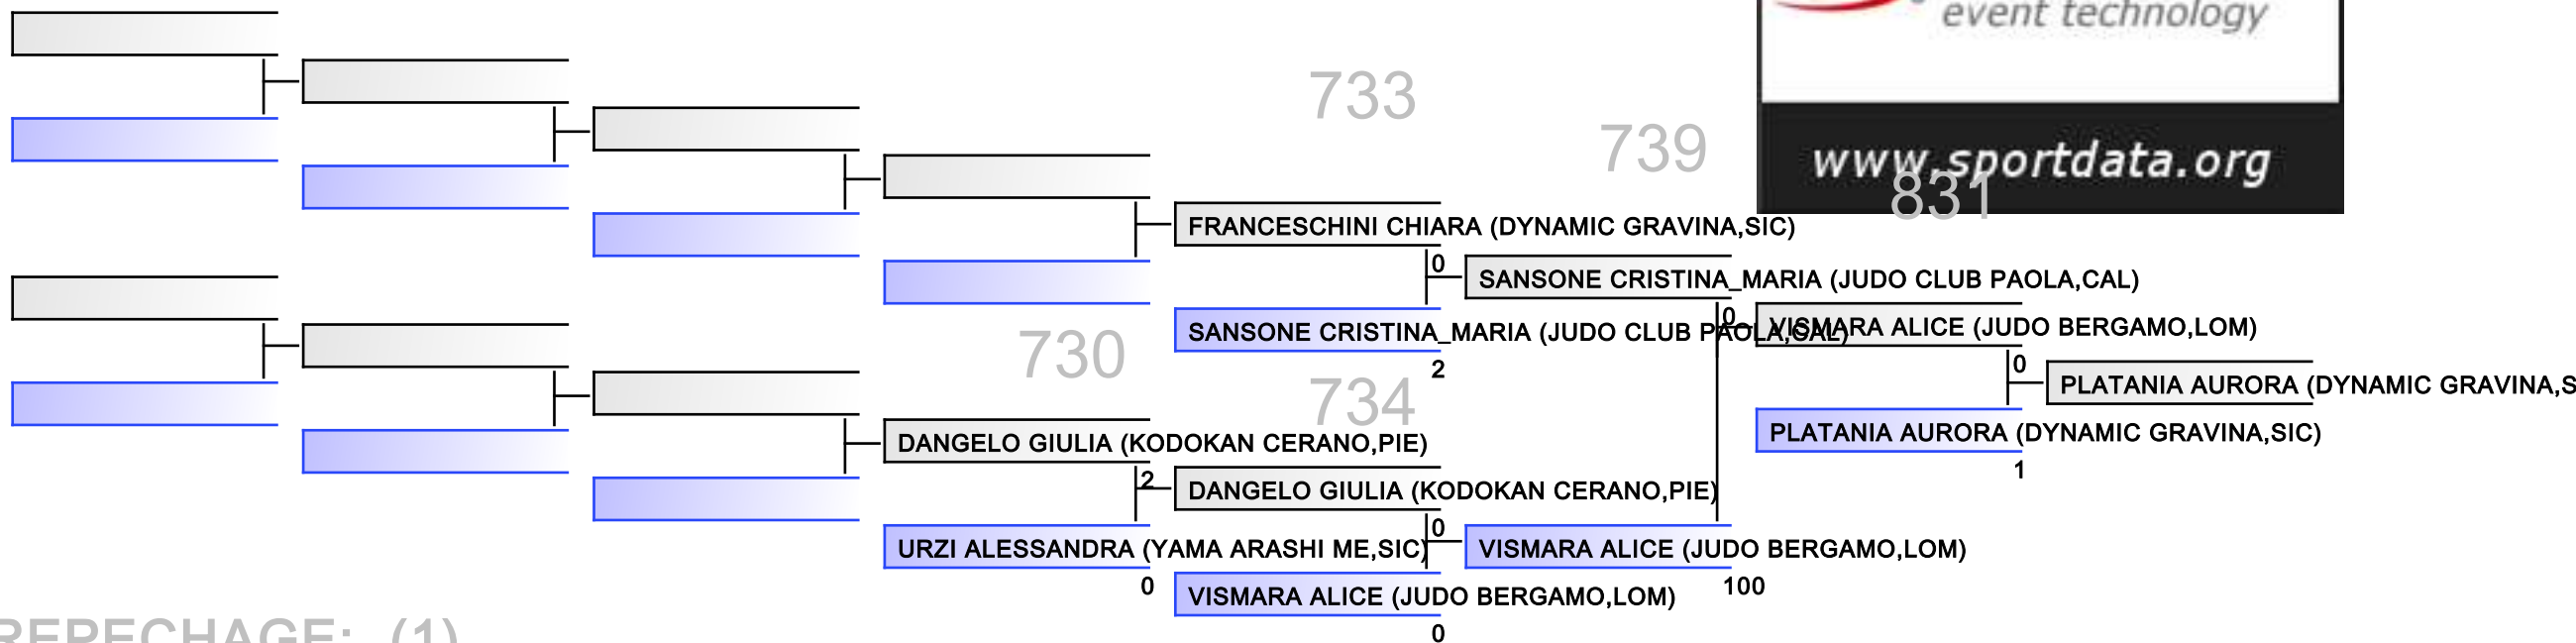 event technology
www.sportdata.org
733
739
831
FRANCESCHINI CHIARA (DYNAMIC GRAVINA,SIC)
0
SANSONE CRISTINA_MARIA (JUDO CLUB PAOLA,CAL)
SANSONE CRISTINA_MARIA (JUDO CLUB PAOLA,CAL)
2
0
VISMARA ALICE (JUDO BERGAMO,LOM)
0
PLATANIA AURORA (DYNAMIC GRAVINA,S
PLATANIA AURORA (DYNAMIC GRAVINA,SIC)
1
730
734
DANGELO GIULIA (KODOKAN CERANO,PIE)
2
DANGELO GIULIA (KODOKAN CERANO,PIE)
URZI ALESSANDRA (YAMA ARASHI ME,SIC)
0
0
VISMARA ALICE (JUDO BERGAMO,LOM)
100
VISMARA ALICE (JUDO BERGAMO,LOM)
0
REPECHAGE: (1)